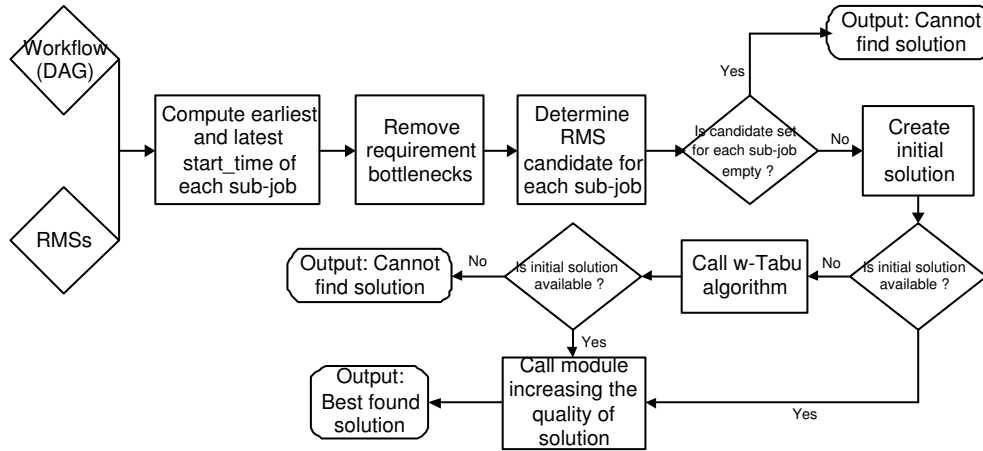 Workflow
(DAG)
RMSs
Compute earliest
and latest
start_time of
each sub-job
Remove
requirement
bottlenecks
Determine
RMS
candidate for
each sub-job
Is candidate set
for each sub-job
empty ?
Yes
Output: Cannot
find solution
No
Create
initial
solution
Is initial solution
available ?
No
Call w-Tabu
algorithm
Is initial solution
available ?
No
Output: Cannot
find solution
Yes
Yes
Call module
increasing the
quality of
solution
Output:
Best found
solution